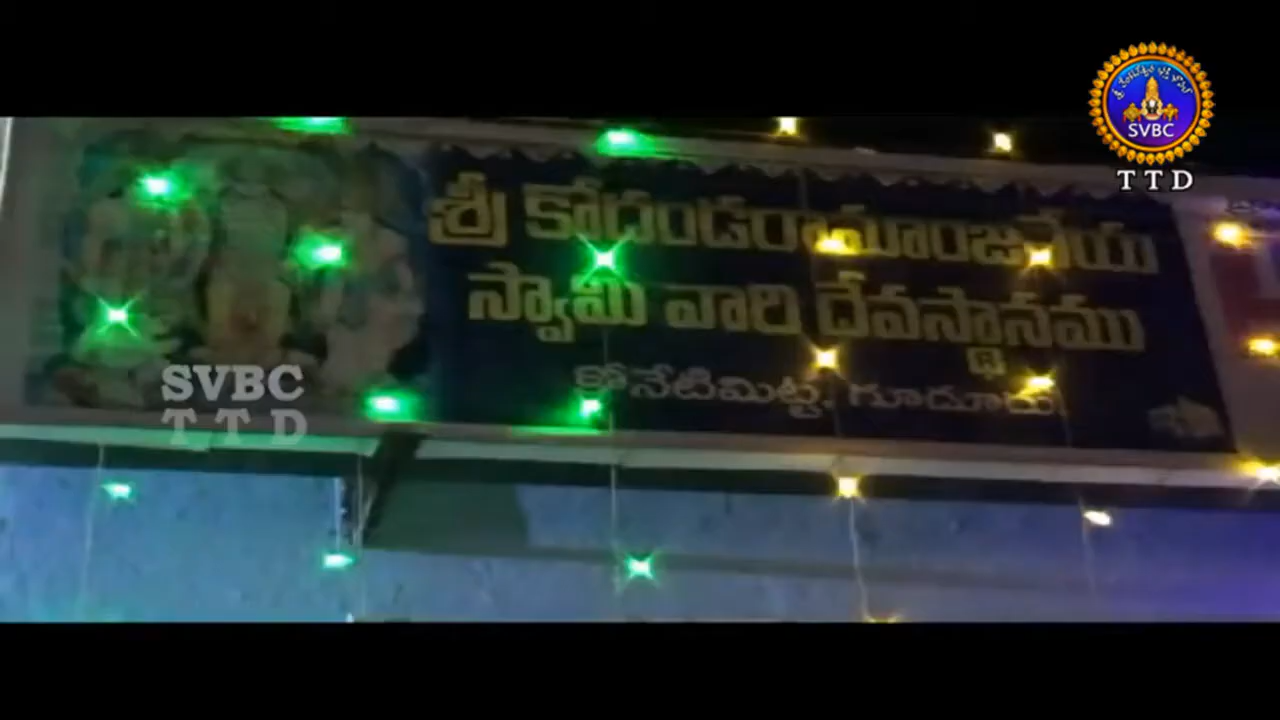 శ్రీ కోదండరామాంజనేయ
స్వామి వారి దేవస్థానము
కోనేటిమిట్ట, గూడూరు
SVBC
TTD
SVBC
TTD